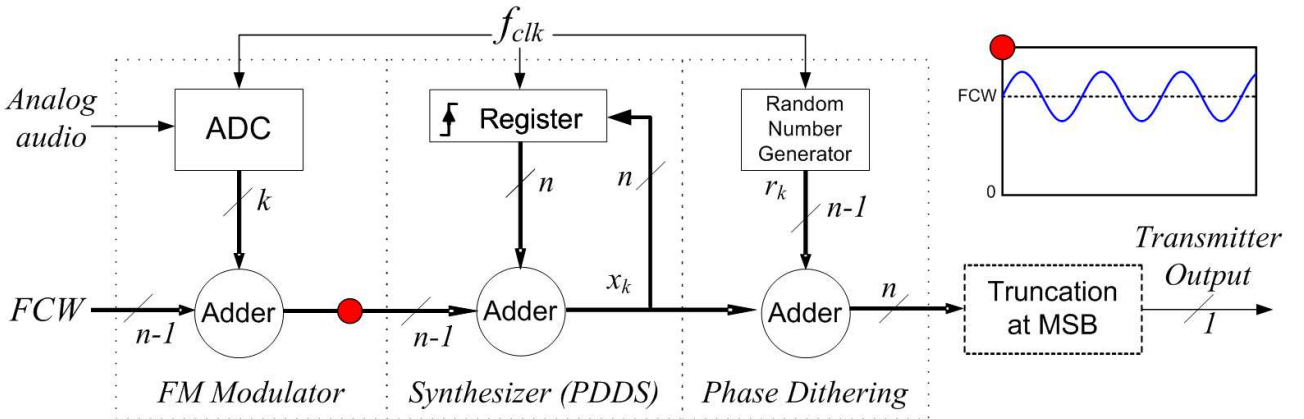 f_clk
Analog
audio
ADC
Register
Random
Number
Generator
FCW
0
k
n
n
r_k
n-1
Transmitter
Output
FCW
n-1
Adder
n-1
Adder
x_k
Adder
n
Truncation
at MSB
1
FM Modulator
Synthesizer (PDDS)
Phase Dithering